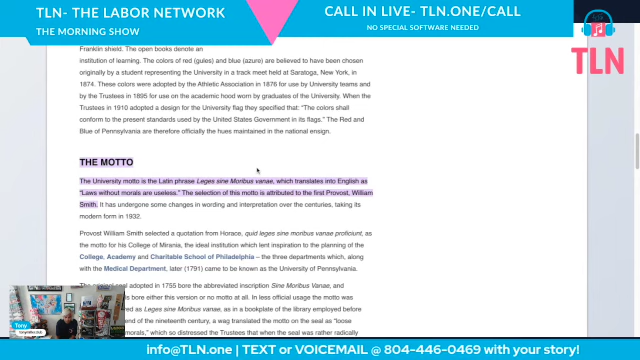 TLN- THE LABOR NETWORK
THE MORNING SHOW
CALL IN LIVE- TLN.ONE/CALL
NO SPECIAL SOFTWARE NEEDED
TLN
Franklin shield. The open books denote an
institution of learning. The colors of red (gules) and blue (azure) are believed to have been chosen
originally by a student representing the University in a track meet held at Saratoga, New York, in
1874. These colors were adopted by the Athletic Association in 1876 for use by University teams and
by the Trustees in 1895 for use on the academic hood worn by graduates of the University. When the
Trustees in 1910 adopted a design for the University flag they specified that: "The colors shall
conform to the present standards used by the United States Government in its flags." The Red and
Blue of Pennsylvania are therefore officially the hues maintained in the national ensign.
THE MOTTO
The University motto is the Latin phrase Leges sine Moribus vanae, which translates into English as
"Laws without morals are useless." The selection of this motto is attributed to the first Provost, William
Smith. It has undergone some changes in wording and interpretation over the centuries, taking its
modern form in 1932.
Provost William Smith selected a quotation from Horace, quid leges sine moribus vanae proficiunt, as
the motto for his College of Mirania, the ideal institution which lent inspiration to the planning of the
College, Academy and Charitable School of Philadelphia – the three departments which, along
with the Medical Department, later (1791) came to be known as the University of Pennsylvania.
seal adopted in 1755 bore the abbreviated inscription Sine Moribus Vanae, and
s bore either this version or no motto at all. In less official usage the motto was
ed as Leges sine Moribus vanae, as in a bookplate of the library employed before
end of the nineteenth century, a wag translated the motto on the seal as "loose
morals," which so distressed the Trustees that when the seal was rather radically
Tony
info@TLN.one | TEXT or VOICEMAIL @ 804-446-0469 with your story!